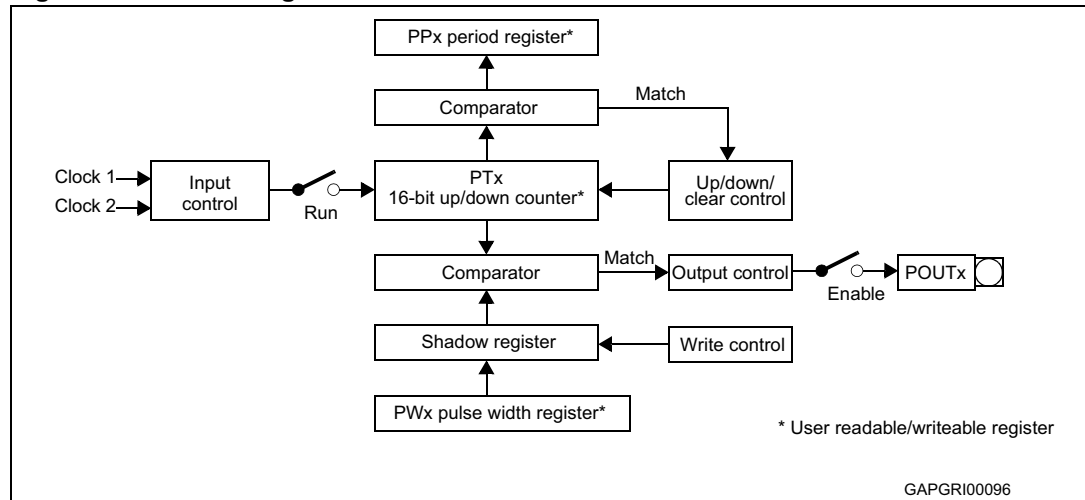 PPx period register*
Comparator
Match
Clock 1
Clock 2
Input
control
Run
PTx
16-bit up/down counter*
Up/down/
clear control
Comparator
Match
Output control
Enable
POUTx
Shadow register
Write control
PWx pulse width register*
* User readable/writeable register
GAPGRI00096